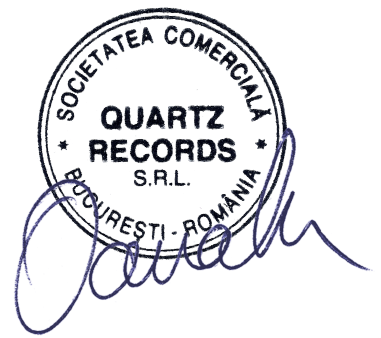 SOCIETATEA COMERCIALĂ
QUARTZ
RECORDS
S.R.L.
* BUCUREȘTI - ROMÂNIA *